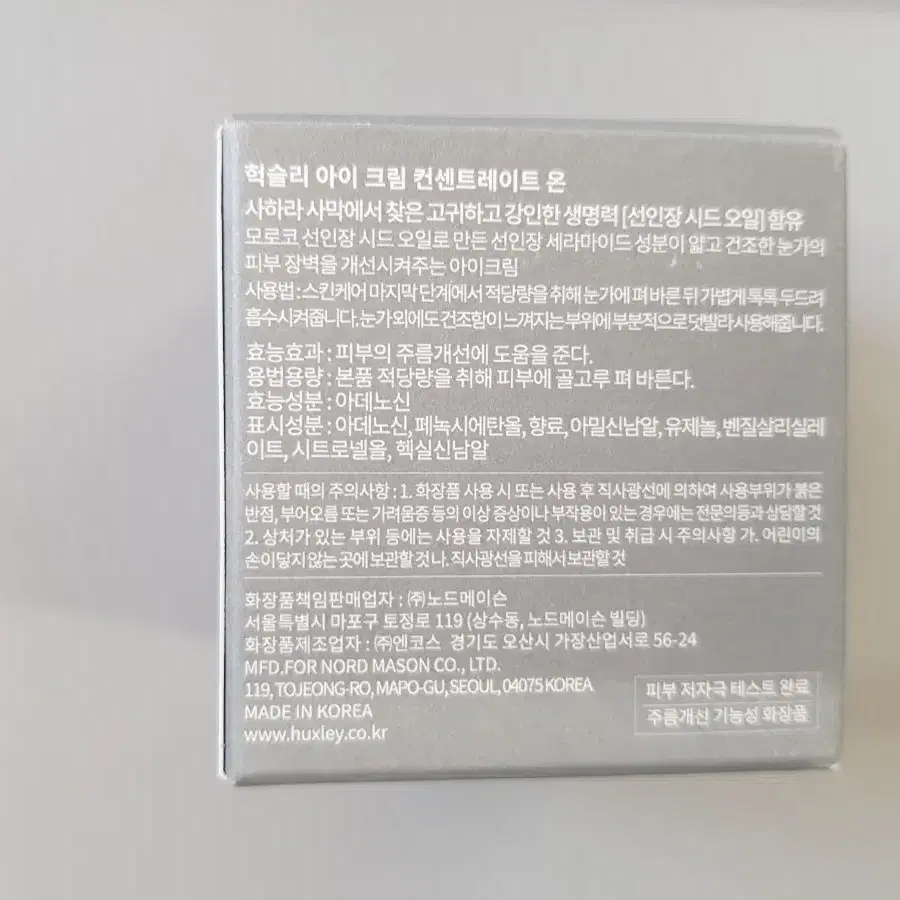 헉슬리 아이 크림 컨센트레이트 온
사하라 사막에서 찾은 고귀하고 강인한 생명력 [선인장 시드 오일] 함유
모로코 선인장 시드 오일로 만든 선인장 세라마이드 성분이 얇고 건조한 눈가의
피부 장벽을 개선시켜주는 아이크림
사용법 : 스킨케어 마지막 단계에서 적당량을 취해 눈가에 펴 바른 뒤 가볍게 톡톡 두드려
흡수시켜줍니다. 눈가 외에도 건조함이 느껴지는 부위에 부분적으로 덧발라 사용해줍니다.
효능효과 : 피부의 주름개선에 도움을 준다.
용법용량 : 본품 적당량을 취해 피부에 골고루 펴 바른다.
효능성분 : 아데노신
표시성분 : 아데노신, 페녹시에탄올, 향료, 아밀신남알, 유제놀, 벤질살리실레
이트, 시트로넬올, 헥실신남알
사용할 때의 주의사항 : 1. 화장품 사용 시 또는 사용 후 직사광선에 의하여 사용부위가 붉은
반점, 부어오름 또는 가려움증 등의 이상 증상이나 부작용이 있는 경우에는 전문의등과 상담할 것
2. 상처가 있는 부위 등에는 사용을 자제할 것 3. 보관 및 취급 시 주의사항 가. 어린이의
손이 닿지 않는 곳에 보관할 것 나. 직사광선을 피해서 보관할 것
화장품책임판매업자 : ㈜노드메이슨
서울특별시 마포구 토정로 119 (상수동, 노드메이슨 빌딩)
화장품제조업자 : ㈜엔코스 경기도 오산시 가장산업서로 56-24
MFD.FOR NORD MASON CO., LTD.
119, TOJEONG-RO, MAPO-GU, SEOUL, 04075 KOREA
MADE IN KOREA
www.huxley.co.kr
피부 저자극 테스트 완료
주름개선 기능성 화장품